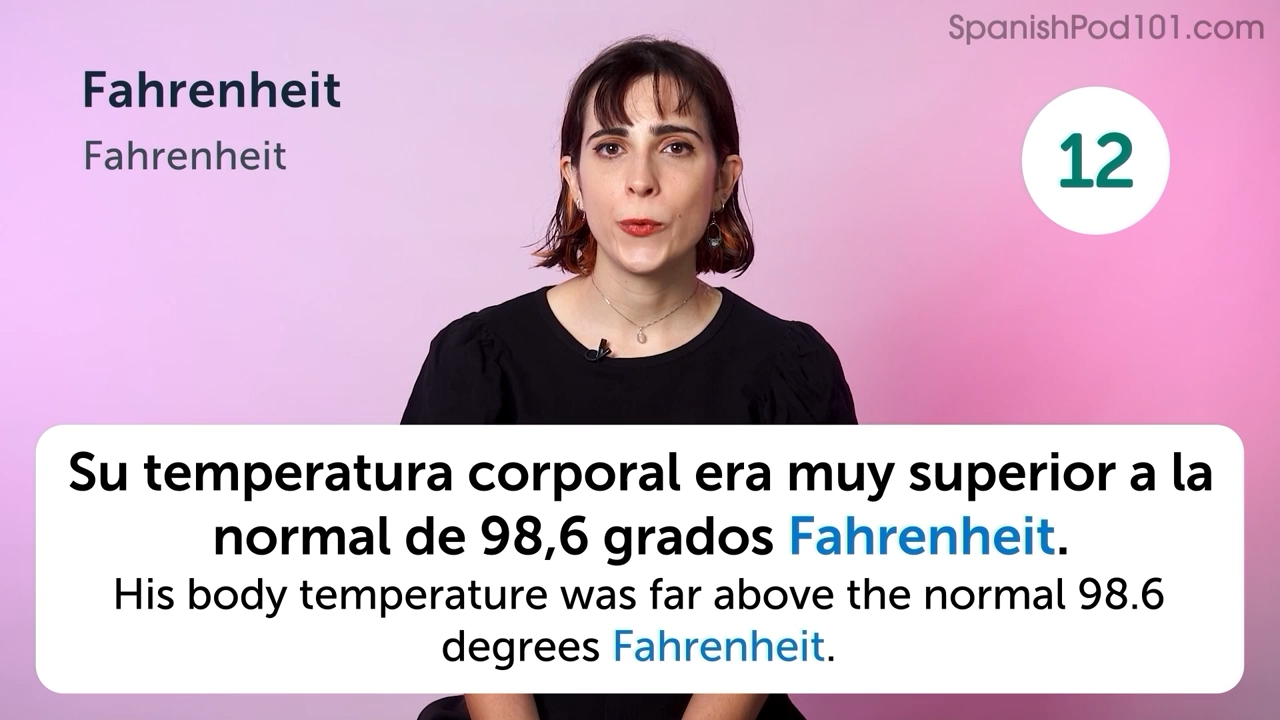 SpanishPod101.com
Fahrenheit
Fahrenheit
12
Su temperatura corporal era muy superior a la
normal de 98,6 grados Fahrenheit.
His body temperature was far above the normal 98.6
degrees Fahrenheit.